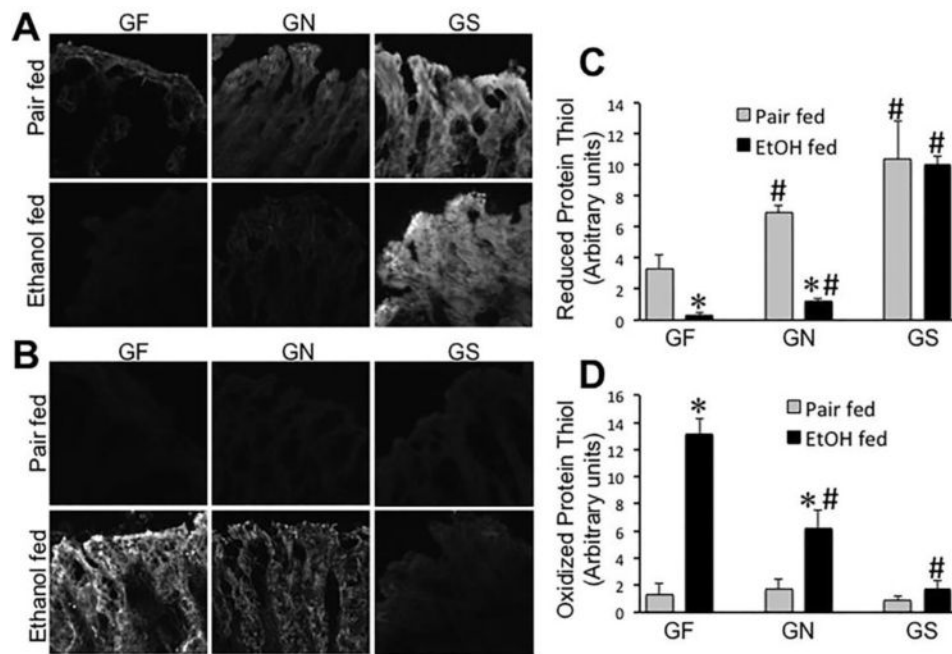 A
GF GN GS
Pair fed
Ethanol fed
B
GF GN GS
Pair fed
Ethanol fed
C
Reduced Protein Thiol
(Arbitrary units)
14
12
10
8
6
4
2
0
Pair fed
EtOH fed
#
#
#
*
*#
GF GN GS
D
Oxidized Protein Thiol
(Arbitrary units)
16
14
12
10
8
6
4
2
0
Pair fed
EtOH fed
*
*#
#
GF GN GS